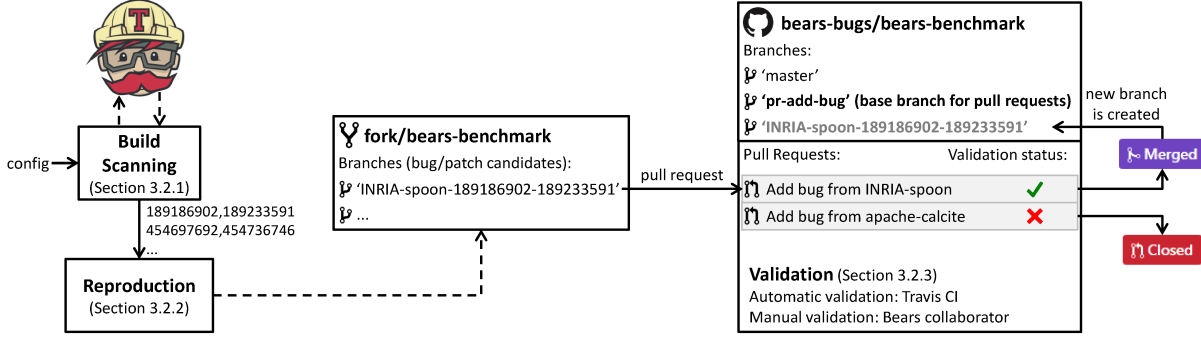 T
config
Build
Scanning
(Section 3.2.1)
189186902,189233591
454697692,454736746
...
Reproduction
(Section 3.2.2)
fork/bears-benchmark
Branches (bug/patch candidates):
‘INRIA-spoon-189186902-189233591’
...
pull request
bears-bugs/bears-benchmark
Branches:
‘master’
‘pr-add-bug’ (base branch for pull requests)
‘INRIA-spoon-189186902-189233591’
Pull Requests: Validation status:
Add bug from INRIA-spoon
Add bug from apache-calcite
Validation (Section 3.2.3)
Automatic validation: Travis CI
Manual validation: Bears collaborator
new branch
is created
Merged
Closed